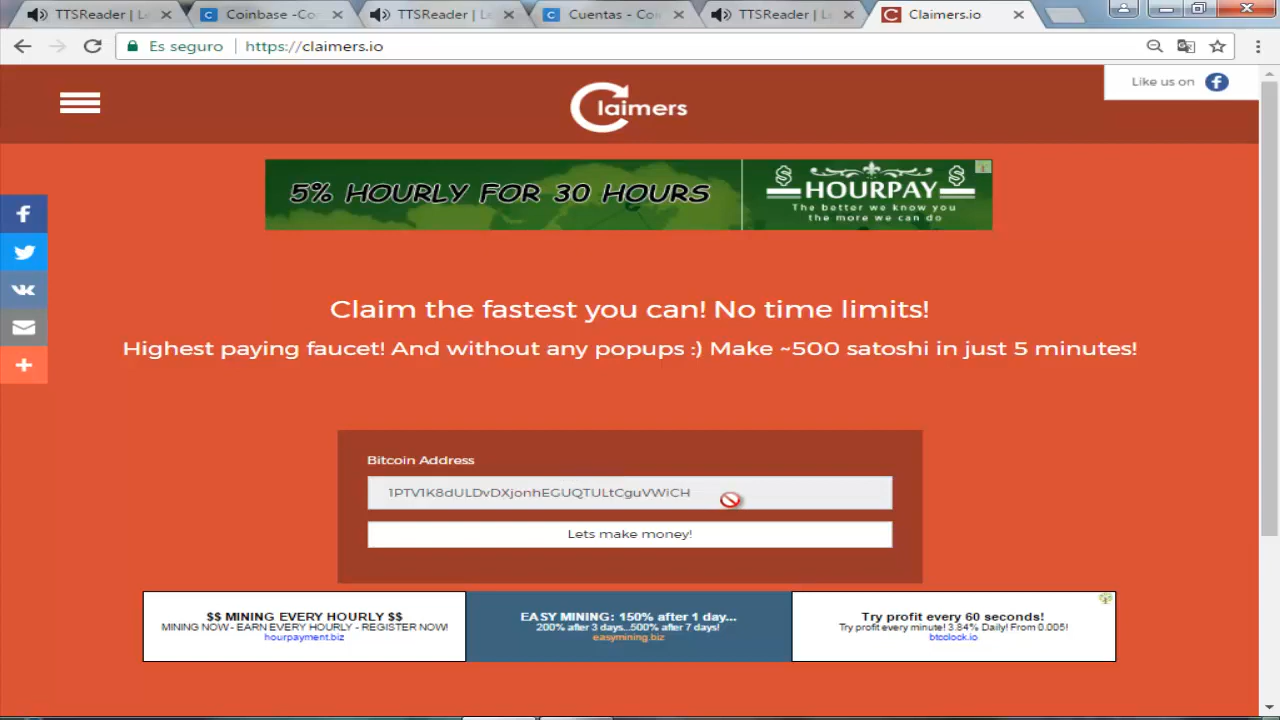 TTSReader | Le
Coinbase -Co
TTSReader | Le
Cuentas - Coi
TTSReader | L
Claimers.io
Es seguro
https://claimers.io
Like us on
Claimers
5% HOURLY FOR 30 HOURS
HOURPAY
The better we know you
the more we can do
Claim the fastest you can! No time limits!
Highest paying faucet! And without any popups :) Make ~500 satoshi in just 5 minutes!
Bitcoin Address
1PTV1K8dULDvDXjonhEGUQTULtCguVWiCH
Lets make money!
$$ MINING EVERY HOURLY $$
MINING NOW - EARN EVERY HOURLY - REGISTER NOW!
hourpayment.biz
EASY MINING: 150% after 1 day...
200% after 3 days...500% after 7 days!
easymining.biz
Try profit every 60 seconds!
Try profit every minute! 3.84% Daily! From 0.005!
btcclock.io